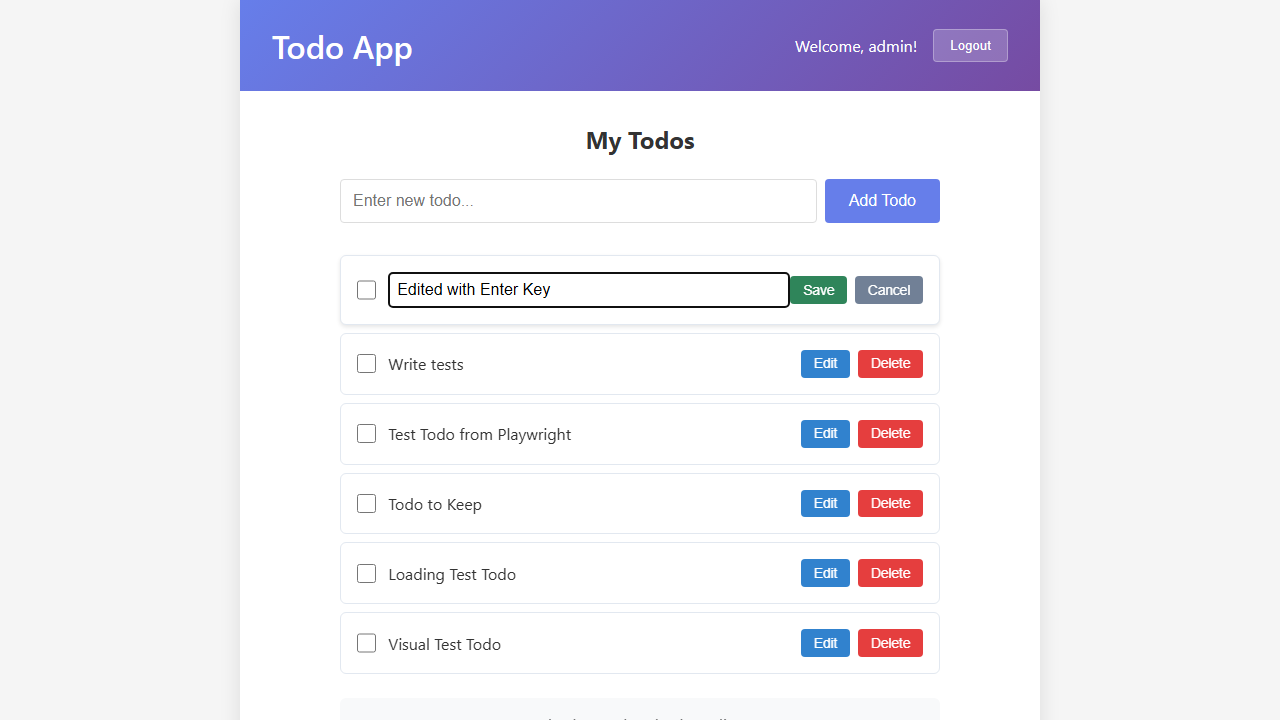 Todo App
Welcome, admin!
Logout
My Todos
Enter new todo...
Add Todo
Edited with Enter Key
Save
Cancel
Write tests
Edit
Delete
Test Todo from Playwright
Edit
Delete
Todo to Keep
Edit
Delete
Loading Test Todo
Edit
Delete
Visual Test Todo
Edit
Delete